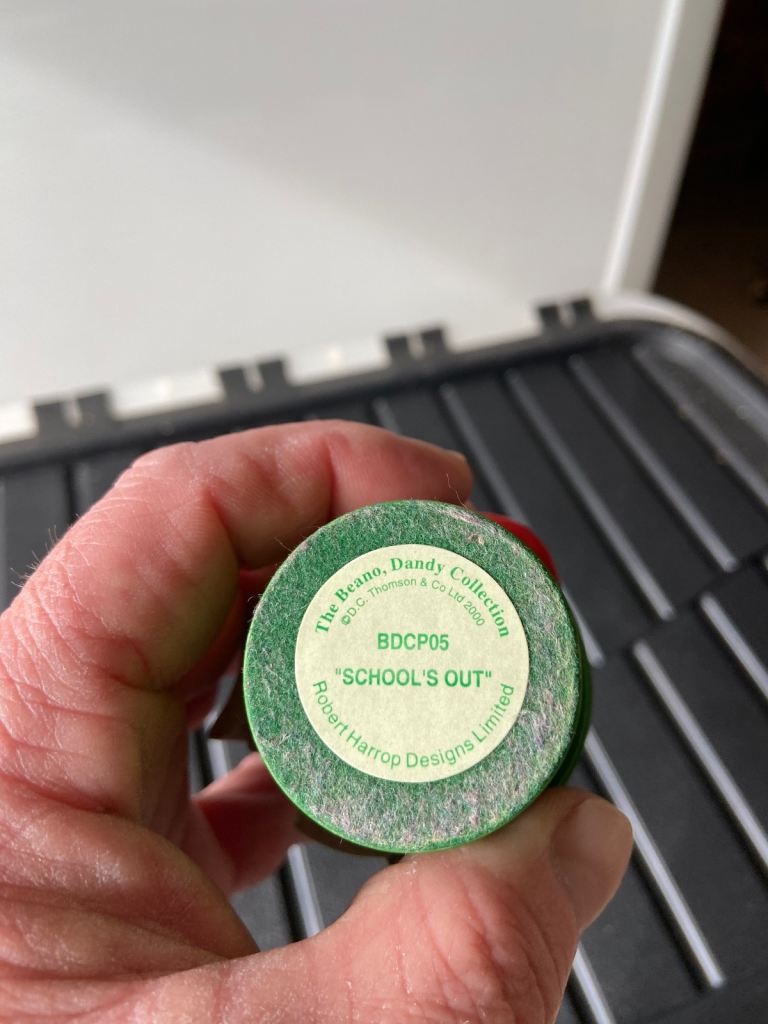 The Beano, Dandy Collection
©D.C. Thomson & Co Ltd 2000
BDCP05
"SCHOOL'S OUT"
Robert Harrop Designs Limited